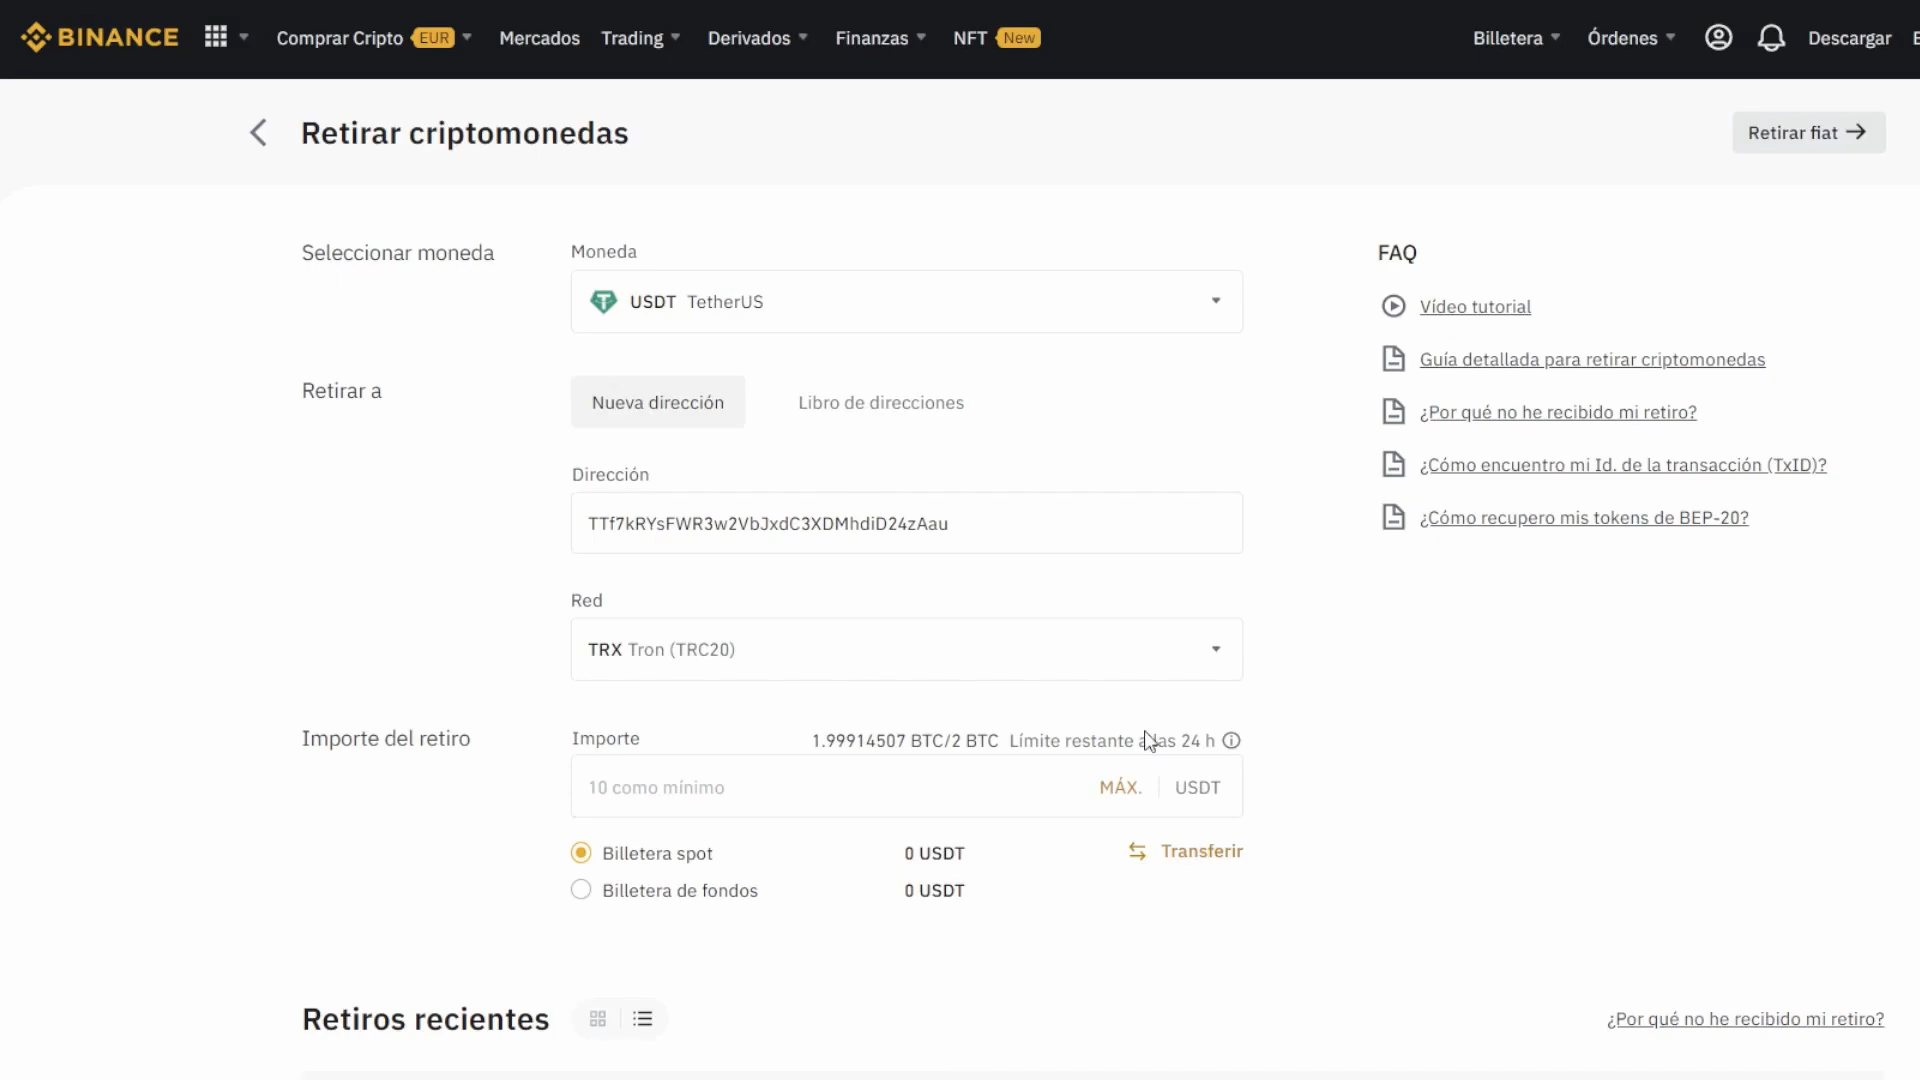 BINANCE
Comprar Cripto EUR
Mercados
Trading
Derivados
Finanzas
NFT New
Billetera
Órdenes
Descargar
Retirar criptomonedas
Retirar fiat
Seleccionar moneda
Moneda
USDT TetherUS
Retirar a
Nueva dirección
Libro de direcciones
Dirección
TTf7kRYsFWR3w2VbJxdC3XDMhdiD24zAau
Red
TRX Tron (TRC20)
Importe del retiro
Importe
1.99914507 BTC/2 BTC Límite restante a las 24 h
10 como mínimo
MÁX.
USDT
Billetera spot 0 USDT
Transferir
Billetera de fondos 0 USDT
FAQ
Vídeo tutorial
Guía detallada para retirar criptomonedas
¿Por qué no he recibido mi retiro?
¿Cómo encuentro mi Id. de la transacción (TxID)?
¿Cómo recupero mis tokens de BEP-20?
Retiros recientes
¿Por qué no he recibido mi retiro?